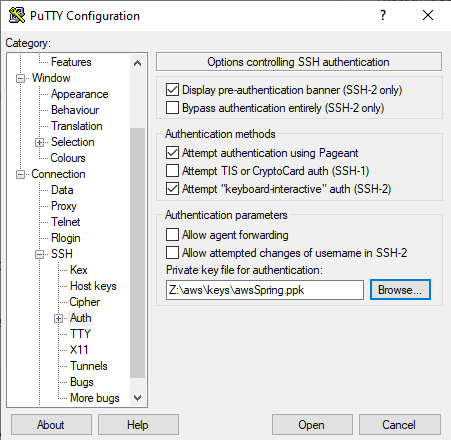 PuTTY Configuration
?
Category:
Features
Window
Appearance
Behaviour
Translation
Selection
Colours
Connection
Data
Proxy
Telnet
Rlogin
SSH
Kex
Host keys
Cipher
Auth
TTY
X11
Tunnels
Bugs
More bugs
Options controlling SSH authentication
Display pre-authentication banner (SSH-2 only)
Bypass authentication entirely (SSH-2 only)
Authentication methods
Attempt authentication using Pageant
Attempt TIS or CryptoCard auth (SSH-1)
Attempt "keyboard-interactive" auth (SSH-2)
Authentication parameters
Allow agent forwarding
Allow attempted changes of username in SSH-2
Private key file for authentication:
Z:\aws\keys\awsSpring.ppk Browse...
About Help Open Cancel